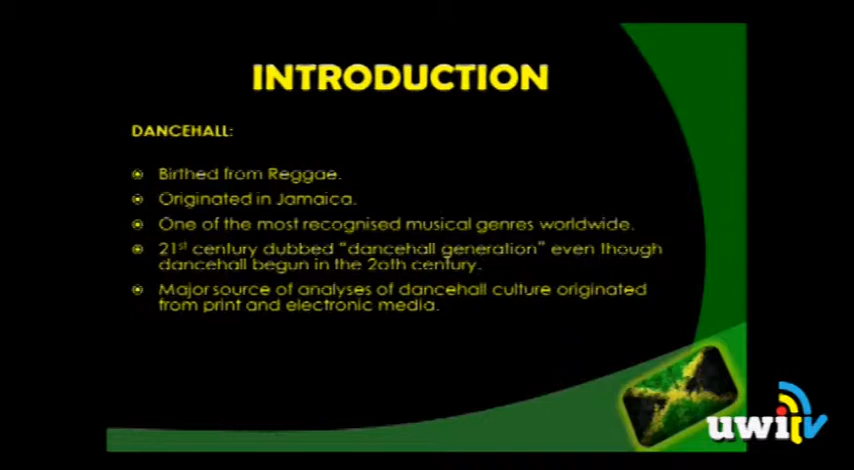 INTRODUCTION
DANCEHALL:
Birthed from Reggae.
Originated in Jamaica.
One of the most recognised musical genres worldwide.
21st century dubbed "dancehall generation" even though
dancehall begun in the 20th century.
Major source of analyses of dancehall culture originated
from print and electronic media.
uwitv